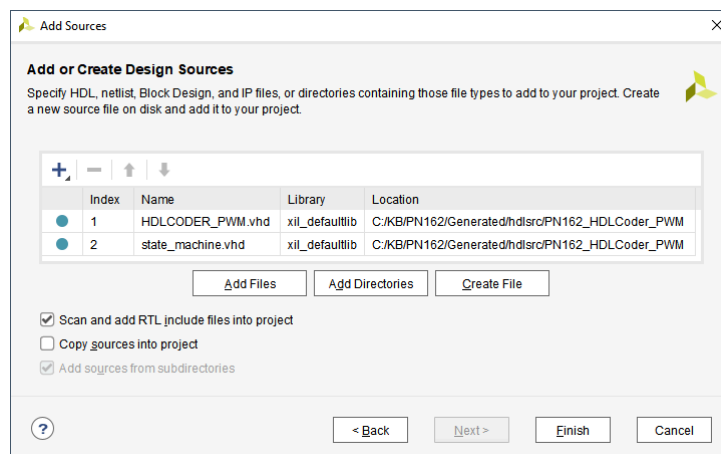 Add Sources
Add or Create Design Sources
Specify HDL, netlist, Block Design, and IP files, or directories containing those file types to add to your project. Create
a new source file on disk and add it to your project.
Index Name Library Location
1 HDLCODER_PWM.vhd xil_defaultlib C:/KB/PN162/Generated/hdlsrc/PN162_HDLCoder_PWM
2 state_machine.vhd xil_defaultlib C:/KB/PN162/Generated/hdlsrc/PN162_HDLCoder_PWM
Add Files Add Directories Create File
Scan and add RTL include files into project
Copy sources into project
Add sources from subdirectories
? < Back Next > Finish Cancel